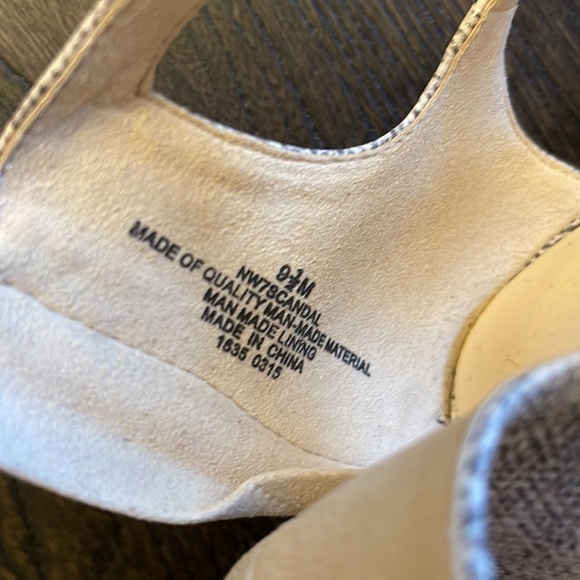 9½M
NW7SCANDAL
MADE OF QUALITY MAN-MADE MATERIAL
MAN MADE LINING
MADE IN CHINA
1635 0315